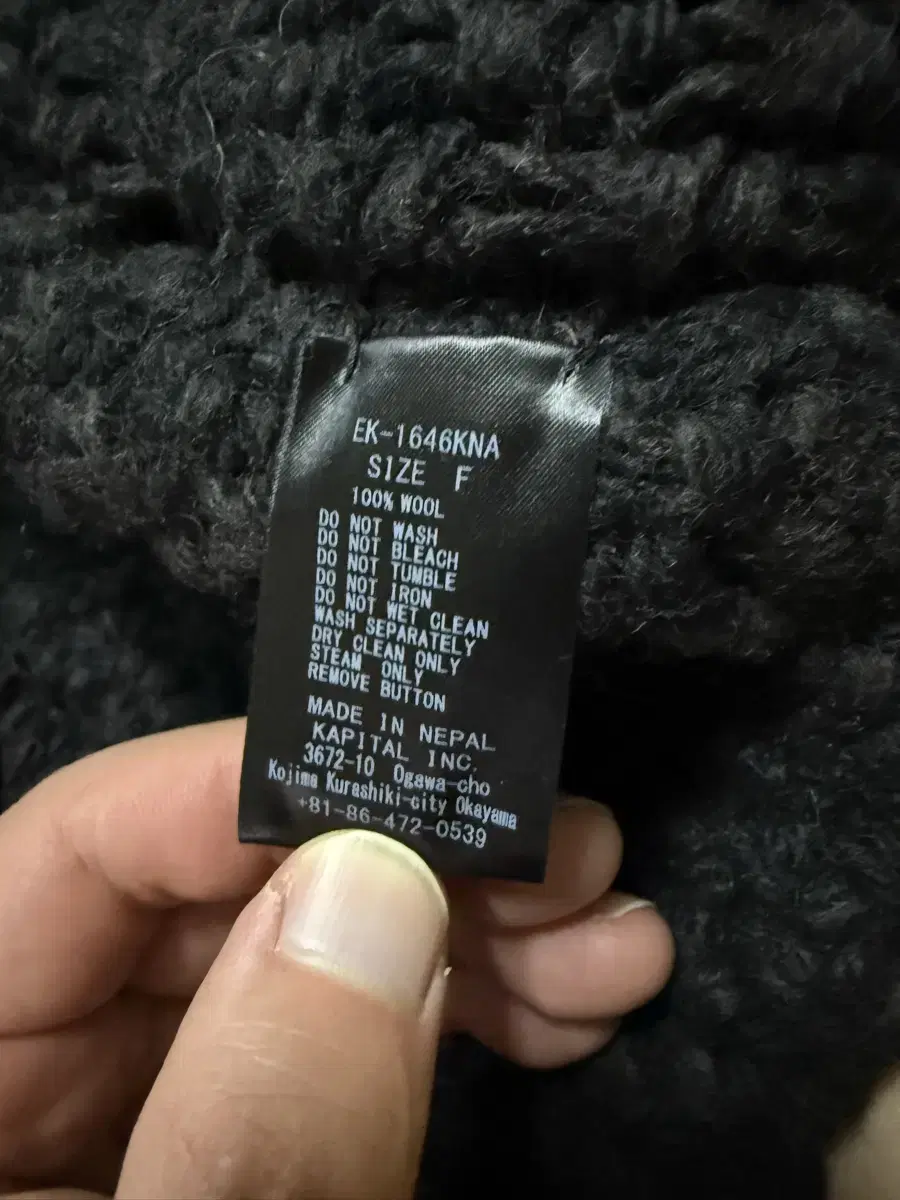 EK-1646KNA
SIZE F
100% WOOL
DO NOT WASH
DO NOT BLEACH
DO NOT TUMBLE
DO NOT IRON
DO NOT WET CLEAN
WASH SEPARATELY
DRY CLEAN ONLY
STEAM ONLY
REMOVE BUTTON
MADE IN NEPAL
KAPITAL INC.
3672-10 Ogawa-cho
Kojima Kurashiki-city Okayama
+81-86-472-0539